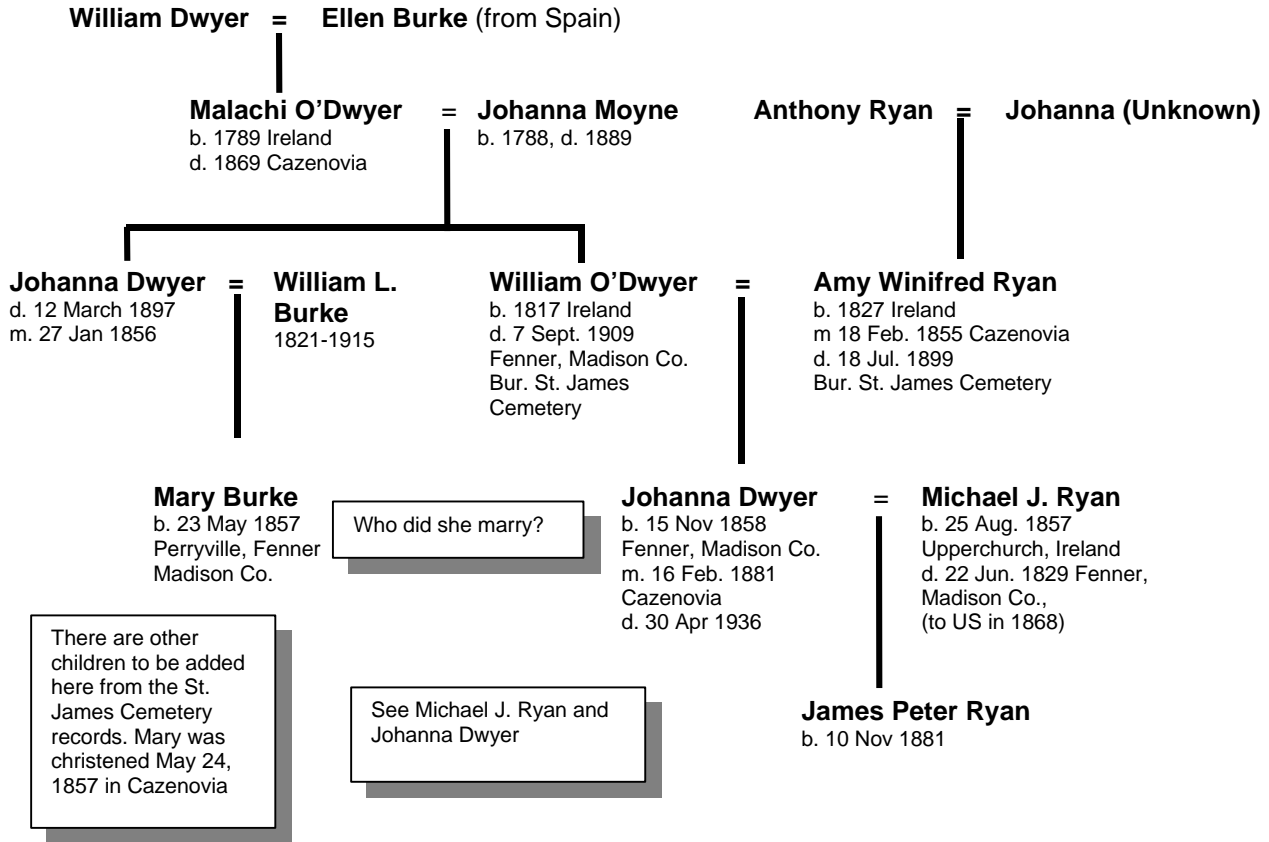 William Dwyer = Ellen Burke (from Spain)
Malachi O’Dwyer = Johanna Moyne
b. 1789 Ireland
d. 1869 Cazenovia
b. 1788, d. 1889
Anthony Ryan = Johanna (Unknown)
Johanna Dwyer =
d. 12 March 1897
m. 27 Jan 1856
William L.
Burke
1821-1915
William O’Dwyer =
b. 1817 Ireland
d. 7 Sept. 1909
Fenner, Madison Co.
Bur. St. James
Cemetery
Amy Winifred Ryan
b. 1827 Ireland
m 18 Feb. 1855 Cazenovia
d. 18 Jul. 1899
Bur. St. James Cemetery
Mary Burke
b. 23 May 1857
Perryville, Fenner
Madison Co.
Who did she marry?
Johanna Dwyer =
b. 15 Nov 1858
Fenner, Madison Co.
m. 16 Feb. 1881
Cazenovia
d. 30 Apr 1936
Michael J. Ryan
b. 25 Aug. 1857
Upperchurch, Ireland
d. 22 Jun. 1829 Fenner,
Madison Co.,
(to US in 1868)
There are other
children to be added
here from the St.
James Cemetery
records. Mary was
christened May 24,
1857 in Cazenovia
See Michael J. Ryan and
Johanna Dwyer
James Peter Ryan
b. 10 Nov 1881